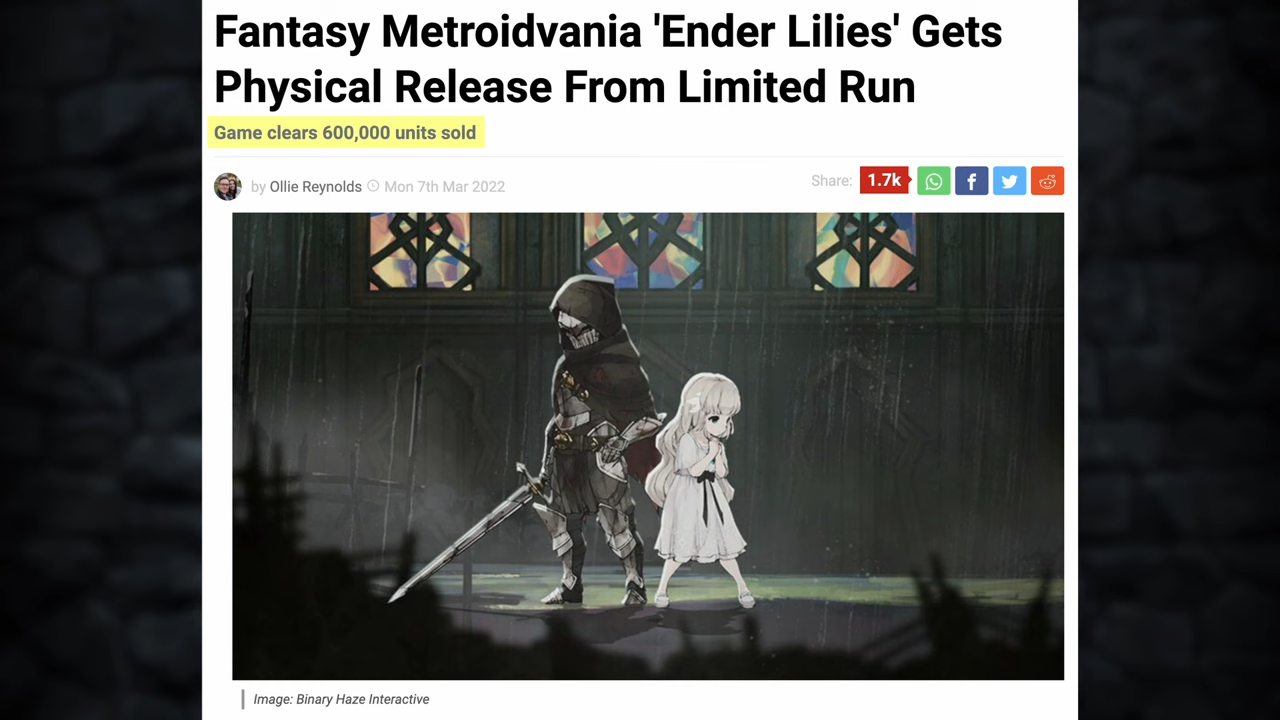 Fantasy Metroidvania 'Ender Lilies' Gets
Physical Release From Limited Run
Game clears 600,000 units sold
by Ollie Reynolds Mon 7th Mar 2022
Share: 1.7k
Image: Binary Haze Interactive